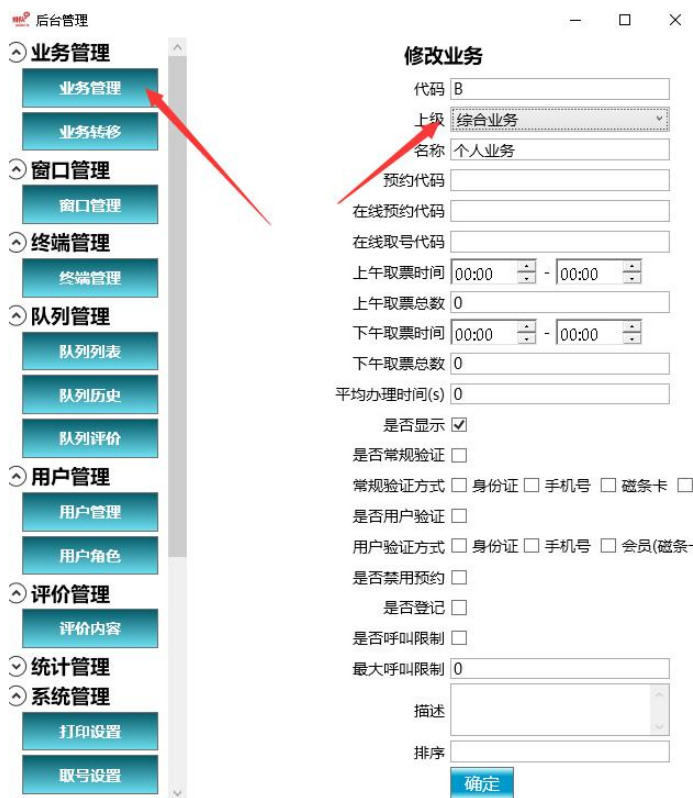 后台管理
业务管理
业务管理
业务转移
窗口管理
窗口管理
终端管理
终端管理
队列管理
队列列表
队列历史
队列评价
用户管理
用户管理
用户角色
评价管理
评价内容
统计管理
系统管理
打印设置
取号设置
修改业务
代码 B
上级 综合业务
名称 个人业务
预约代码
在线预约代码
在线取号代码
上午取票时间 00:00 - 00:00
上午取票总数 0
下午取票时间 00:00 - 00:00
下午取票总数 0
平均办理时间(s) 0
是否显示
是否常规验证
常规验证方式 身份证 手机号 磁条卡
是否用户验证
用户验证方式 身份证 手机号 会员(磁条
是否禁用预约
是否登记
是否呼叫限制
最大呼叫限制 0
描述
排序
确定